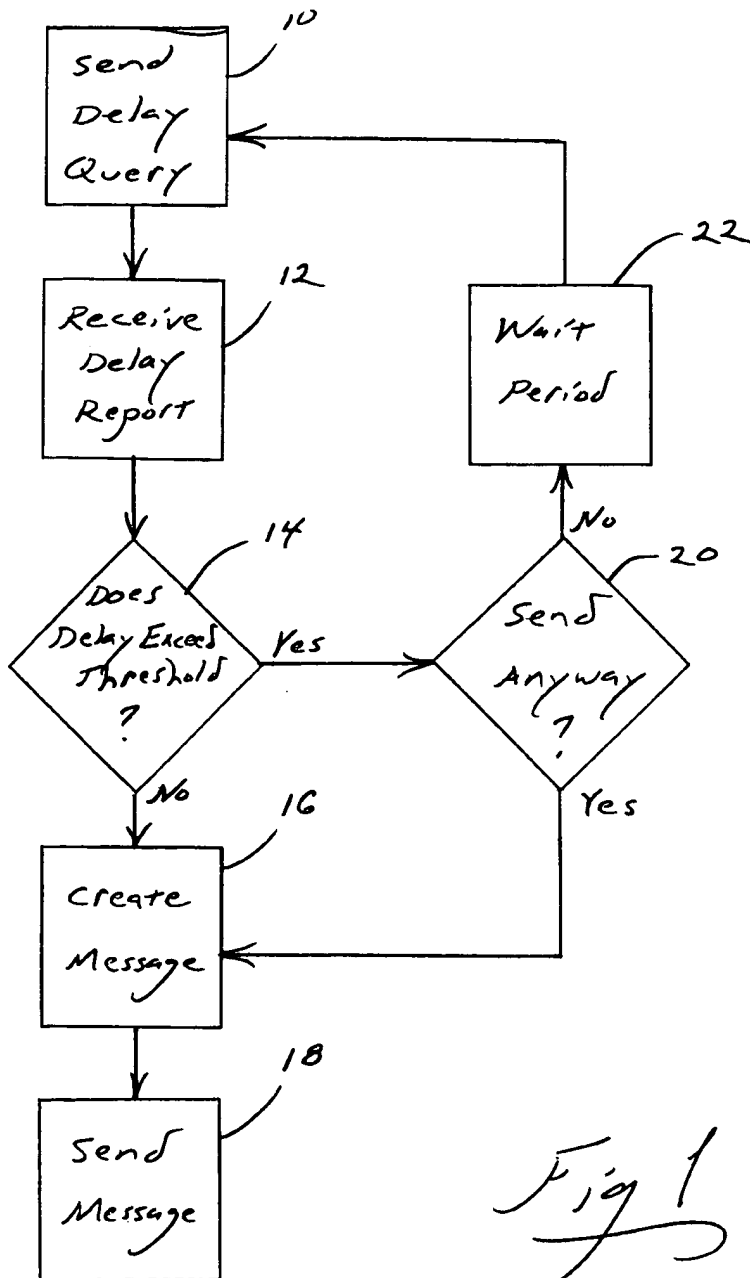 10
Send
Delay
Query
12
Receive
Delay
Report
22
Wait
Period
No
14
Does
Delay Exceed
Threshold
?
Yes
20
Send
Anyway
?
No
Yes
16
Create
Message
18
Send
Message
Fig 1